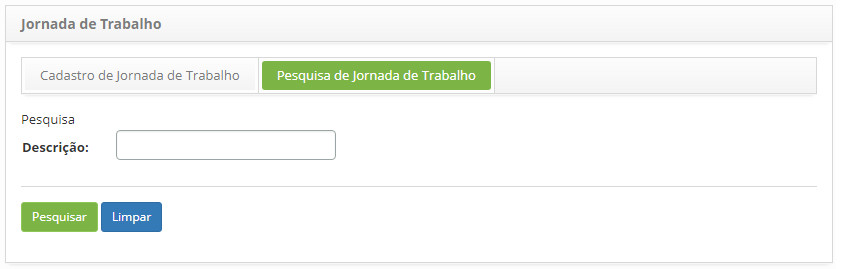 Jornada de Trabalho
Cadastro de Jornada de Trabalho Pesquisa de Jornada de Trabalho
Pesquisa
Descrição:
Pesquisar Limpar